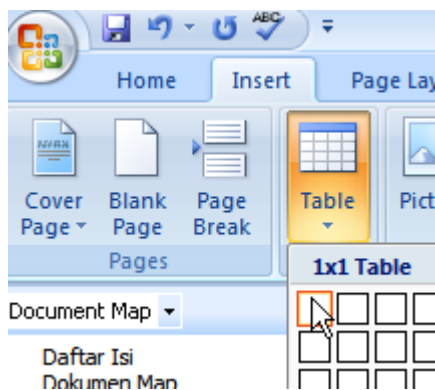 ABC
Home Insert Page Lay
Cover Page
Blank Page
Page Break
Table
Pict
Pages
1x1 Table
Document Map
Daftar Isi
Dokumen Map